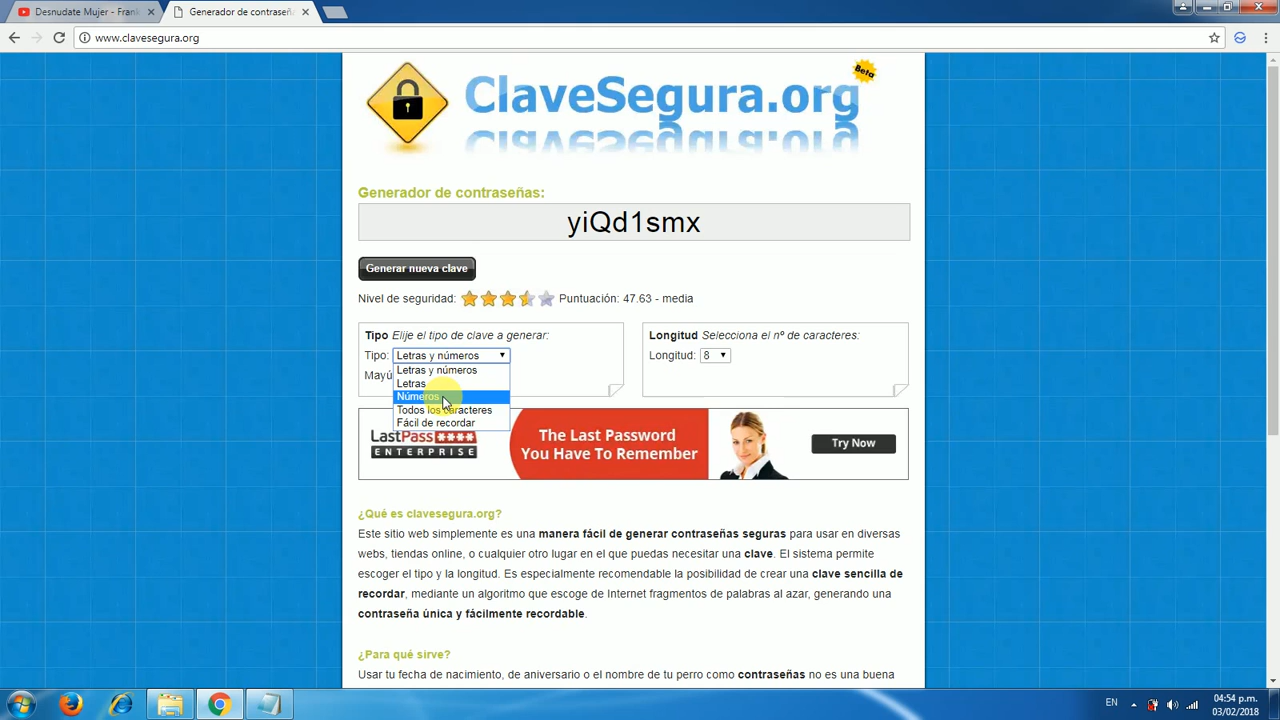 Desnudate Mujer - Frank
Generador de contraseña
www.clavesegura.org
Beta
ClaveSegura.org
Generador de contraseñas:
yiQd1smx
Generar nueva clave
Nivel de seguridad: Puntuación: 47.63 - media
Tipo Elije el tipo de clave a generar:
Longitud Selecciona el nº de caracteres:
Tipo: Letras y números
Longitud: 8
Letras y números
Mayú
Letras
Números
Todos los caracteres
Fácil de recordar
LastPass ****
ENTERPRISE
The Last Password
You Have To Remember
Try Now
¿Qué es clavesegura.org?
Este sitio web simplemente es una manera fácil de generar contraseñas seguras para usar en diversas
webs, tiendas online, o cualquier otro lugar en el que puedas necesitar una clave. El sistema permite
escoger el tipo y la longitud. Es especialmente recomendable la posibilidad de crear una clave sencilla de
recordar, mediante un algoritmo que escoge de Internet fragmentos de palabras al azar, generando una
contraseña única y fácilmente recordable.
¿Para qué sirve?
Usar tu fecha de nacimiento, de aniversario o el nombre de tu perro como contraseñas no es una buena
EN
04:54 p.m.
03/02/2018